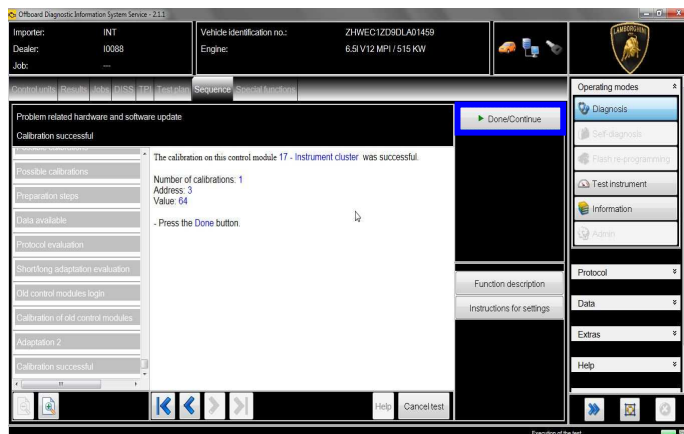 Offboard Diagnostic Information System Service - 2.1.1
Importer: INT
Dealer: I0088
Job: ---
Vehicle identification no.: ZHWEC1ZD9DLA01459
Engine: 6.5l V12 MPI / 515 KW
LAMBORGHINI
Control units Results Jobs DISS TPI Test plan Sequence Special functions
Problem related hardware and software update
Calibration successful
Possible calibrations
Preparation steps
Data available
Protocol evaluation
Short/long adaptation evaluation
Old control modules login
Calibration of old control modules
Adaptation 2
Calibration successful
The calibration on this control module 17 - Instrument cluster was successful.
Number of calibrations: 1
Address: 3
Value: 64
- Press the Done button.
Help
Cancel test
Done/Continue
Function description
Instructions for settings
Operating modes
Diagnosis
Self-diagnosis
Flash re-programming
Test instrument
Information
Admin
Protocol
Data
Extras
Help
Execution of the test